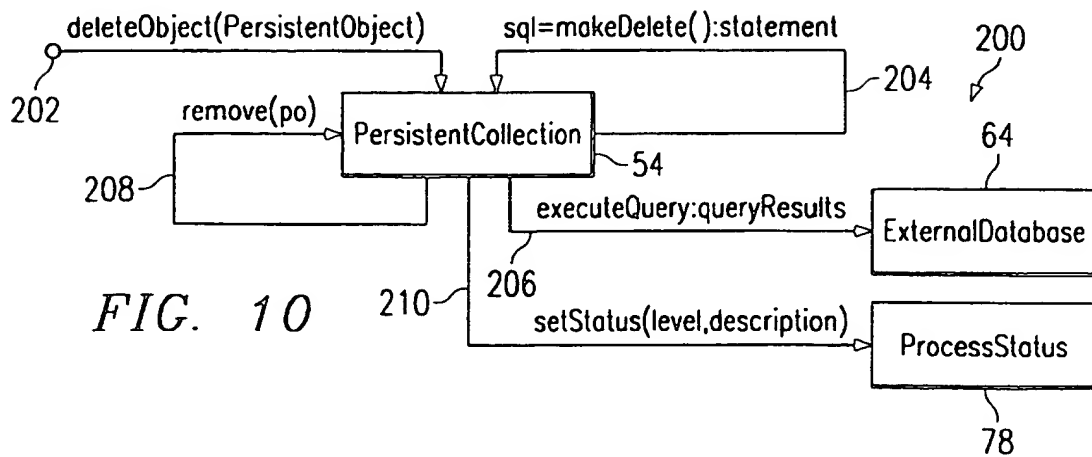 deleteObject(PersistentObject)
sql=makeDelete():statement
200
202
204
remove(po)
PersistentCollection
64
54
208
executeQuery:queryResults
ExternalDatabase
206
210
FIG. 10
setStatus(level,description)
ProcessStatus
78